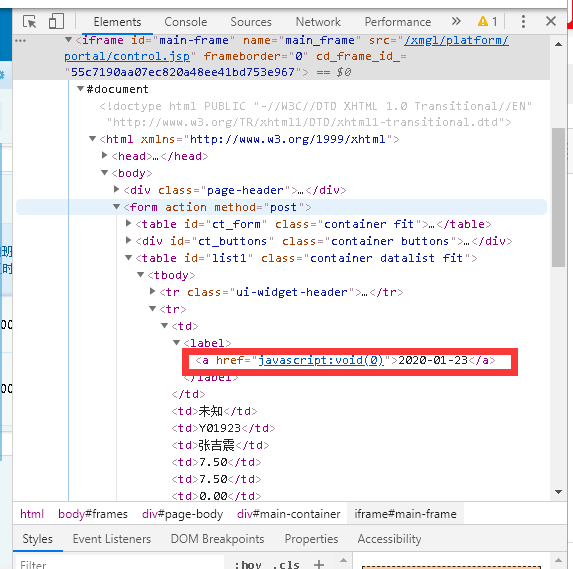 Elements Console Sources Network Performance » 1
<iframe id="main-frame" name="main_frame" src="/xmgl/platform/
portal/control.jsp" frameborder="0" cd_frame_id_=
"55c7190aa07ec820a48ee41bd753e967"> == $0
#document
<!doctype html PUBLIC "-//W3C//DTD XHTML 1.0 Transitional//EN"
"http://www.w3.org/TR/xhtml1/DTD/xhtml1-transitional.dtd">
<html xmlns="http://www.w3.org/1999/xhtml">
<head>…</head>
<body>
<div class="page-header">…</div>
<form action method="post">
<table id="ct_form" class="container fit">…</table>
<div id="ct_buttons" class="container buttons">…</div>
<table id="list1" class="container datalist fit">
<tbody>
<tr class="ui-widget-header">…</tr>
<tr>
<td>
<label>
<a href="javascript:void(0)">2020-01-23</a>
</label>
</td>
<td>未知</td>
<td>Y01923</td>
<td>张吉震</td>
<td>7.50</td>
<td>7.50</td>
<td>0.00</td>
班
时
00
00
html body#frames div#page-body div#main-container iframe#main-frame
Styles Event Listeners DOM Breakpoints Properties Accessibility
Filter :hov .cls +